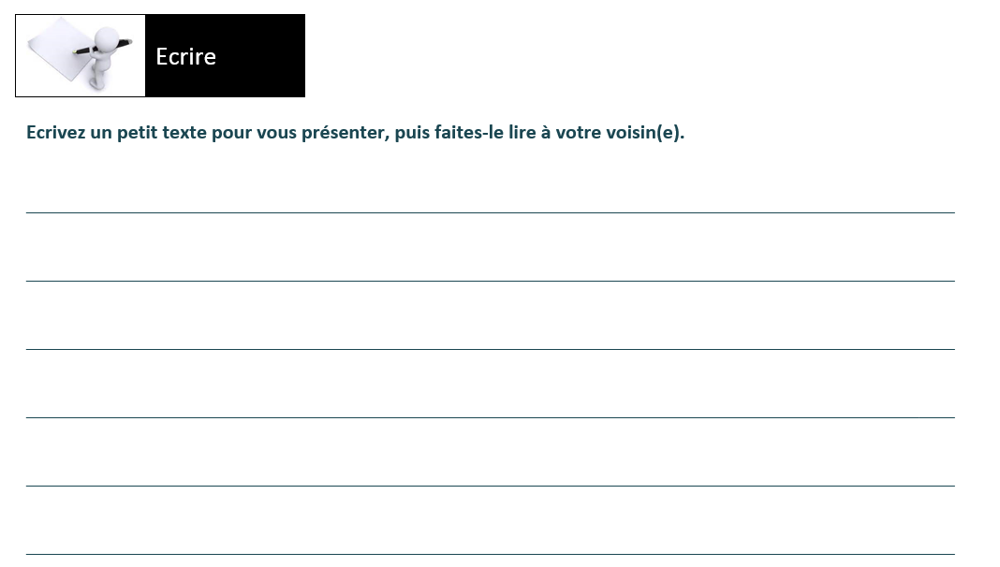 Ecrire
Ecrivez un petit texte pour vous présenter, puis faites-le lire à votre voisin(e).